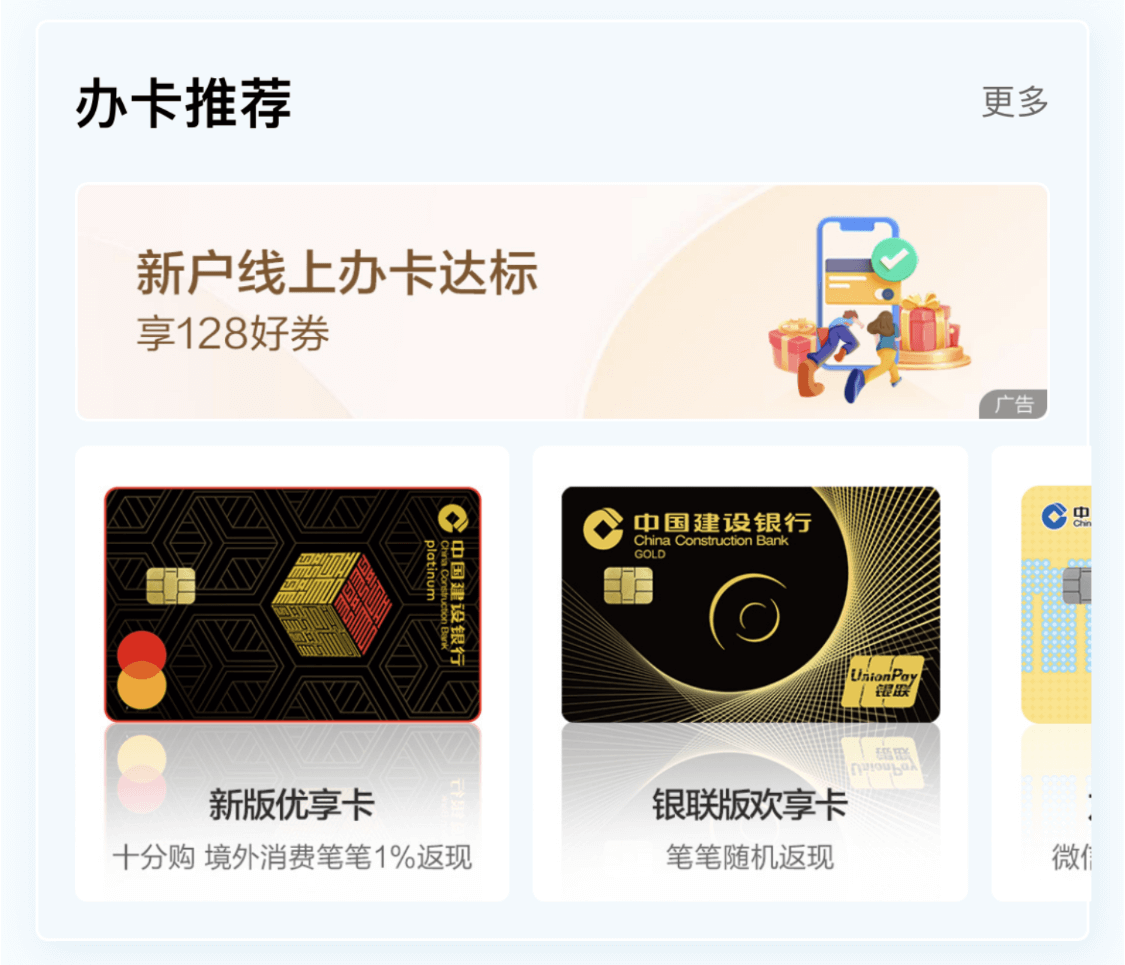 办卡推荐
更多
新户线上办卡达标
享128好券
广告
中国建设银行
China Construction Bank
platinum
中国建设银行
China Construction Bank
GOLD
UnionPay
银联
中
Chin
新版优享卡
十分购 境外消费笔笔1%返现
银联版欢享卡
笔笔随机返现
微信